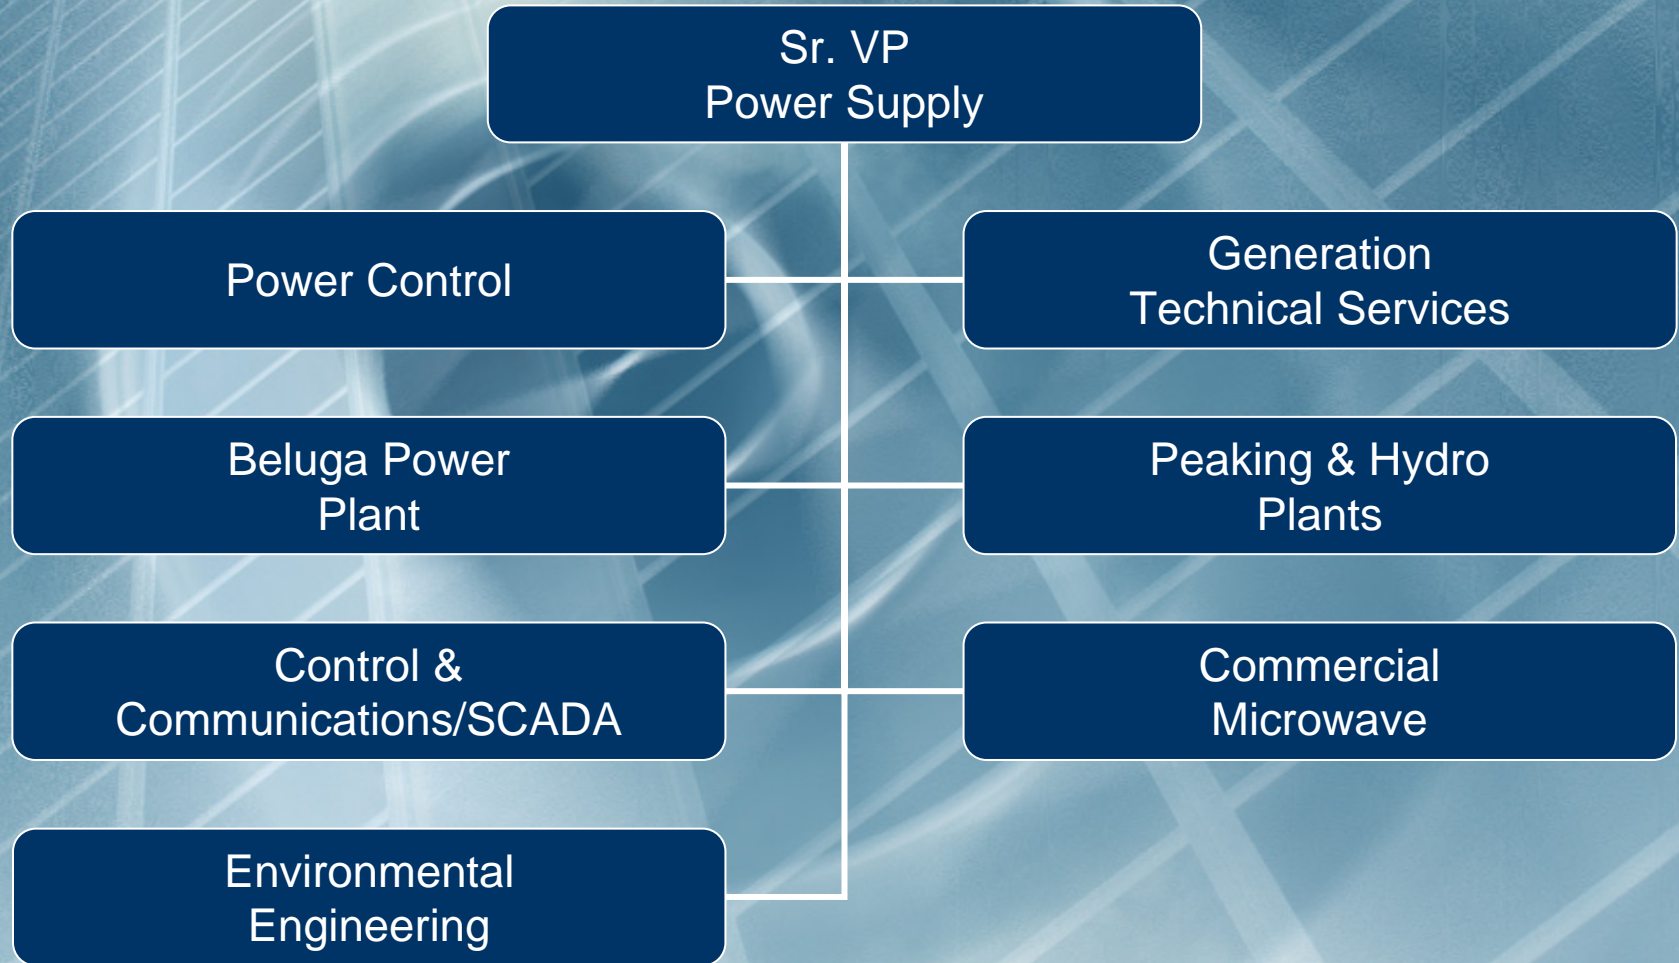 Sr. VP
Power Supply
Power Control
Generation
Technical Services
Beluga Power
Plant
Peaking & Hydro
Plants
Control &
Communications/SCADA
Commercial
Microwave
Environmental
Engineering